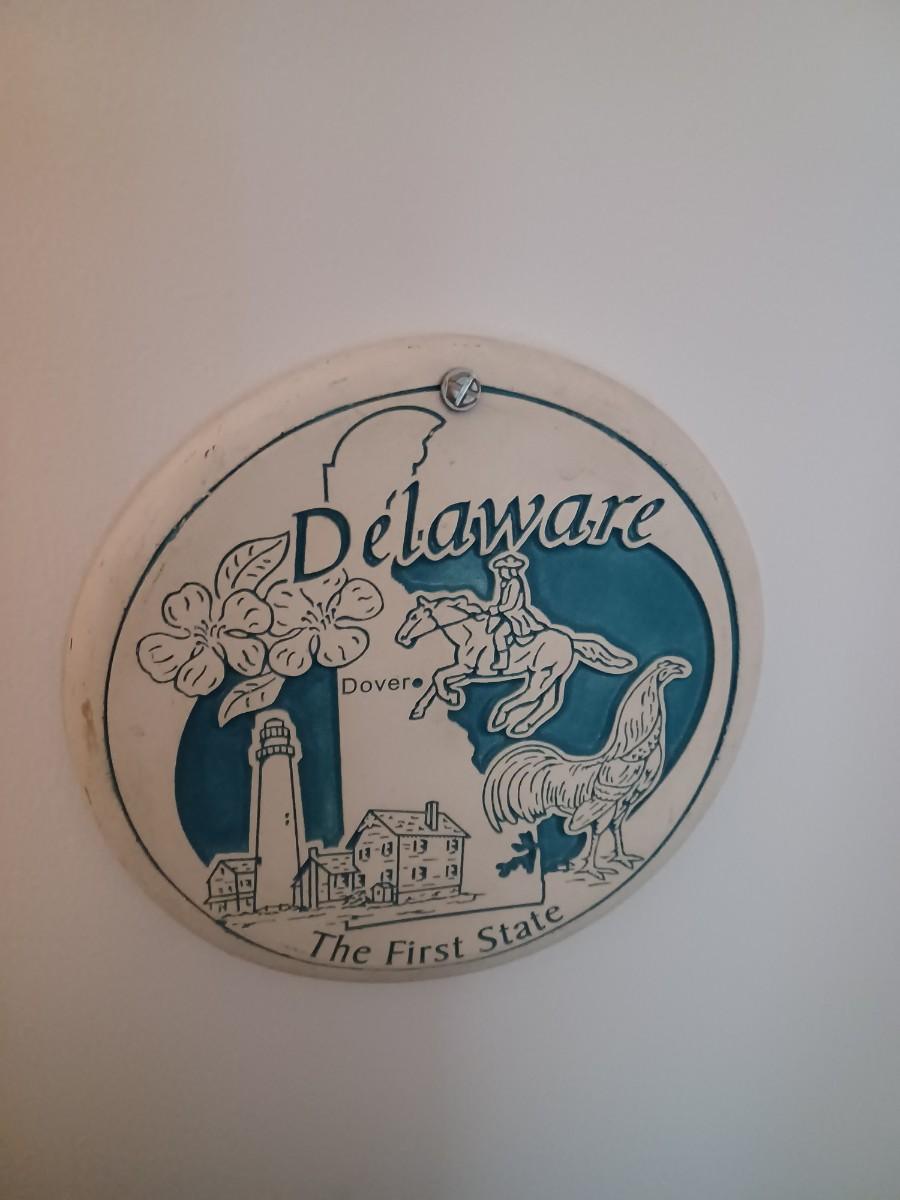 Delaware
Dover
The First State